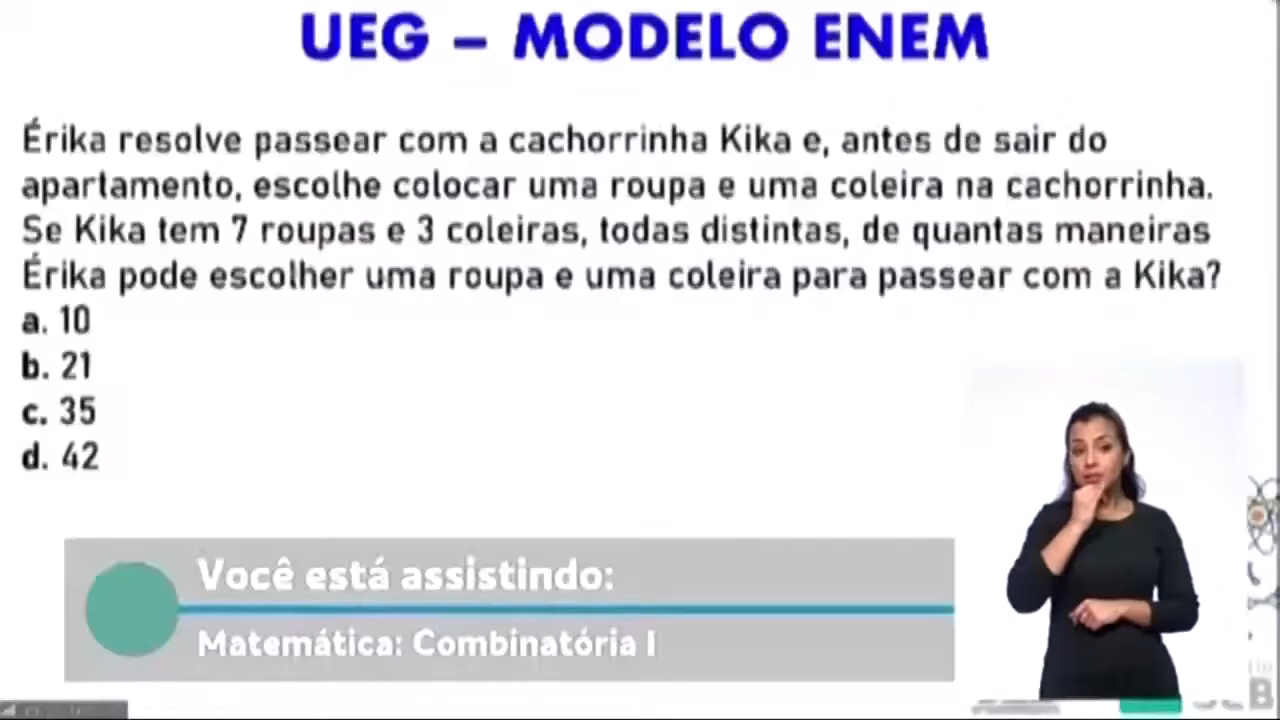 UEG – MODELO ENEM
Érika resolve passear com a cachorrinha Kika e, antes de sair do
apartamento, escolhe colocar uma roupa e uma coleira na cachorrinha.
Se Kika tem 7 roupas e 3 coleiras, todas distintas, de quantas maneiras
Érika pode escolher uma roupa e uma coleira para passear com a Kika?
a. 10
b. 21
c. 35
d. 42
Você está assistindo:
Matemática: Combinatória I